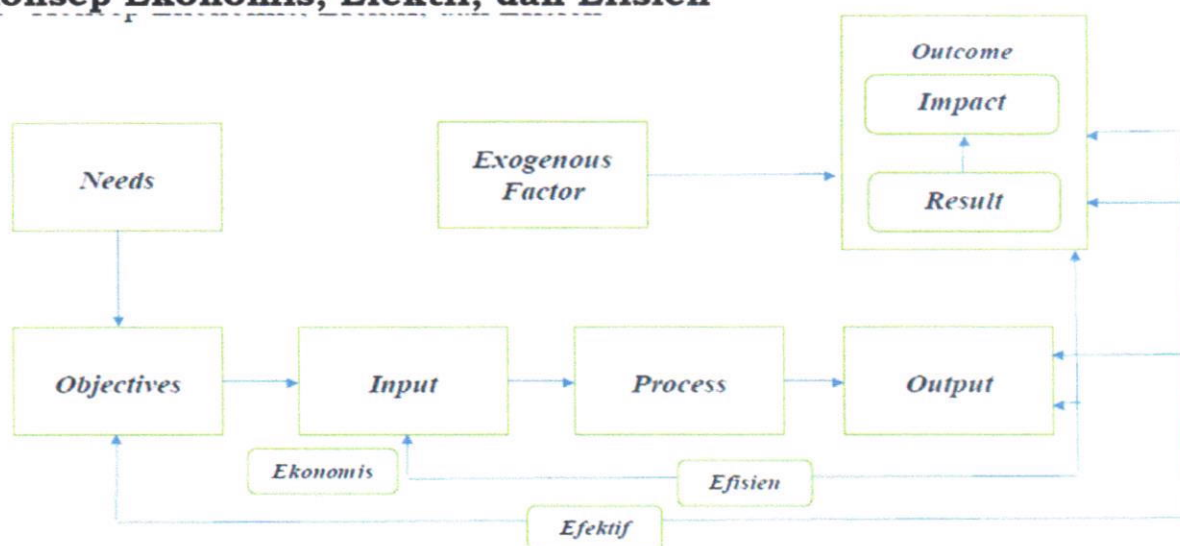 Outcome
Impact
Needs
Exogenous
Factor
Result
Objectives
Input
Process
Output
Ekonomis
Efisien
Efektif